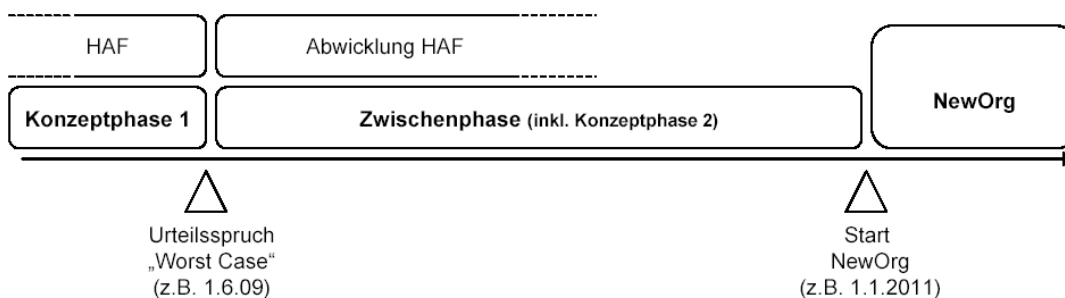 HAF
Abwicklung HAF
Konzeptphase 1
Zwischenphase (inkl. Konzeptphase 2)
NewOrg
Urteilsspruch
„Worst Case“
(z.B. 1.6.09)
Start
NewOrg
(z.B. 1.1.2011)